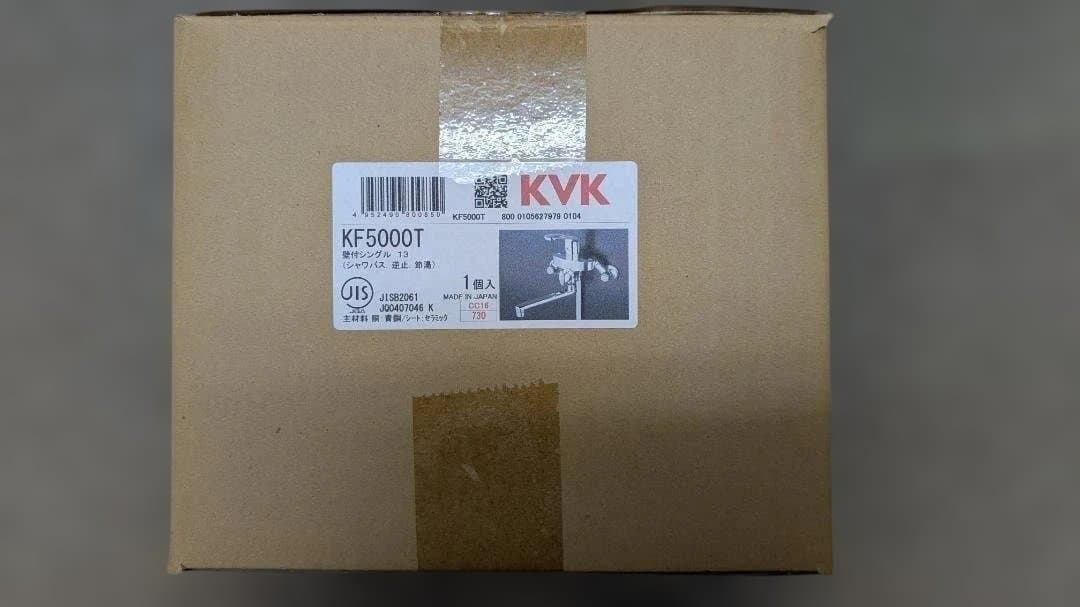 KVK
4 952490 800850
KF5000T 800 0105627979 0104
KF5000T
壁付シングル 13
(シャワバス.逆止.節湯)
1個入
JIS
JISB2061
MADE IN JAPAN
JQ0407046 K
CC16
730
主材料 胴:青銅/シート:セラミック